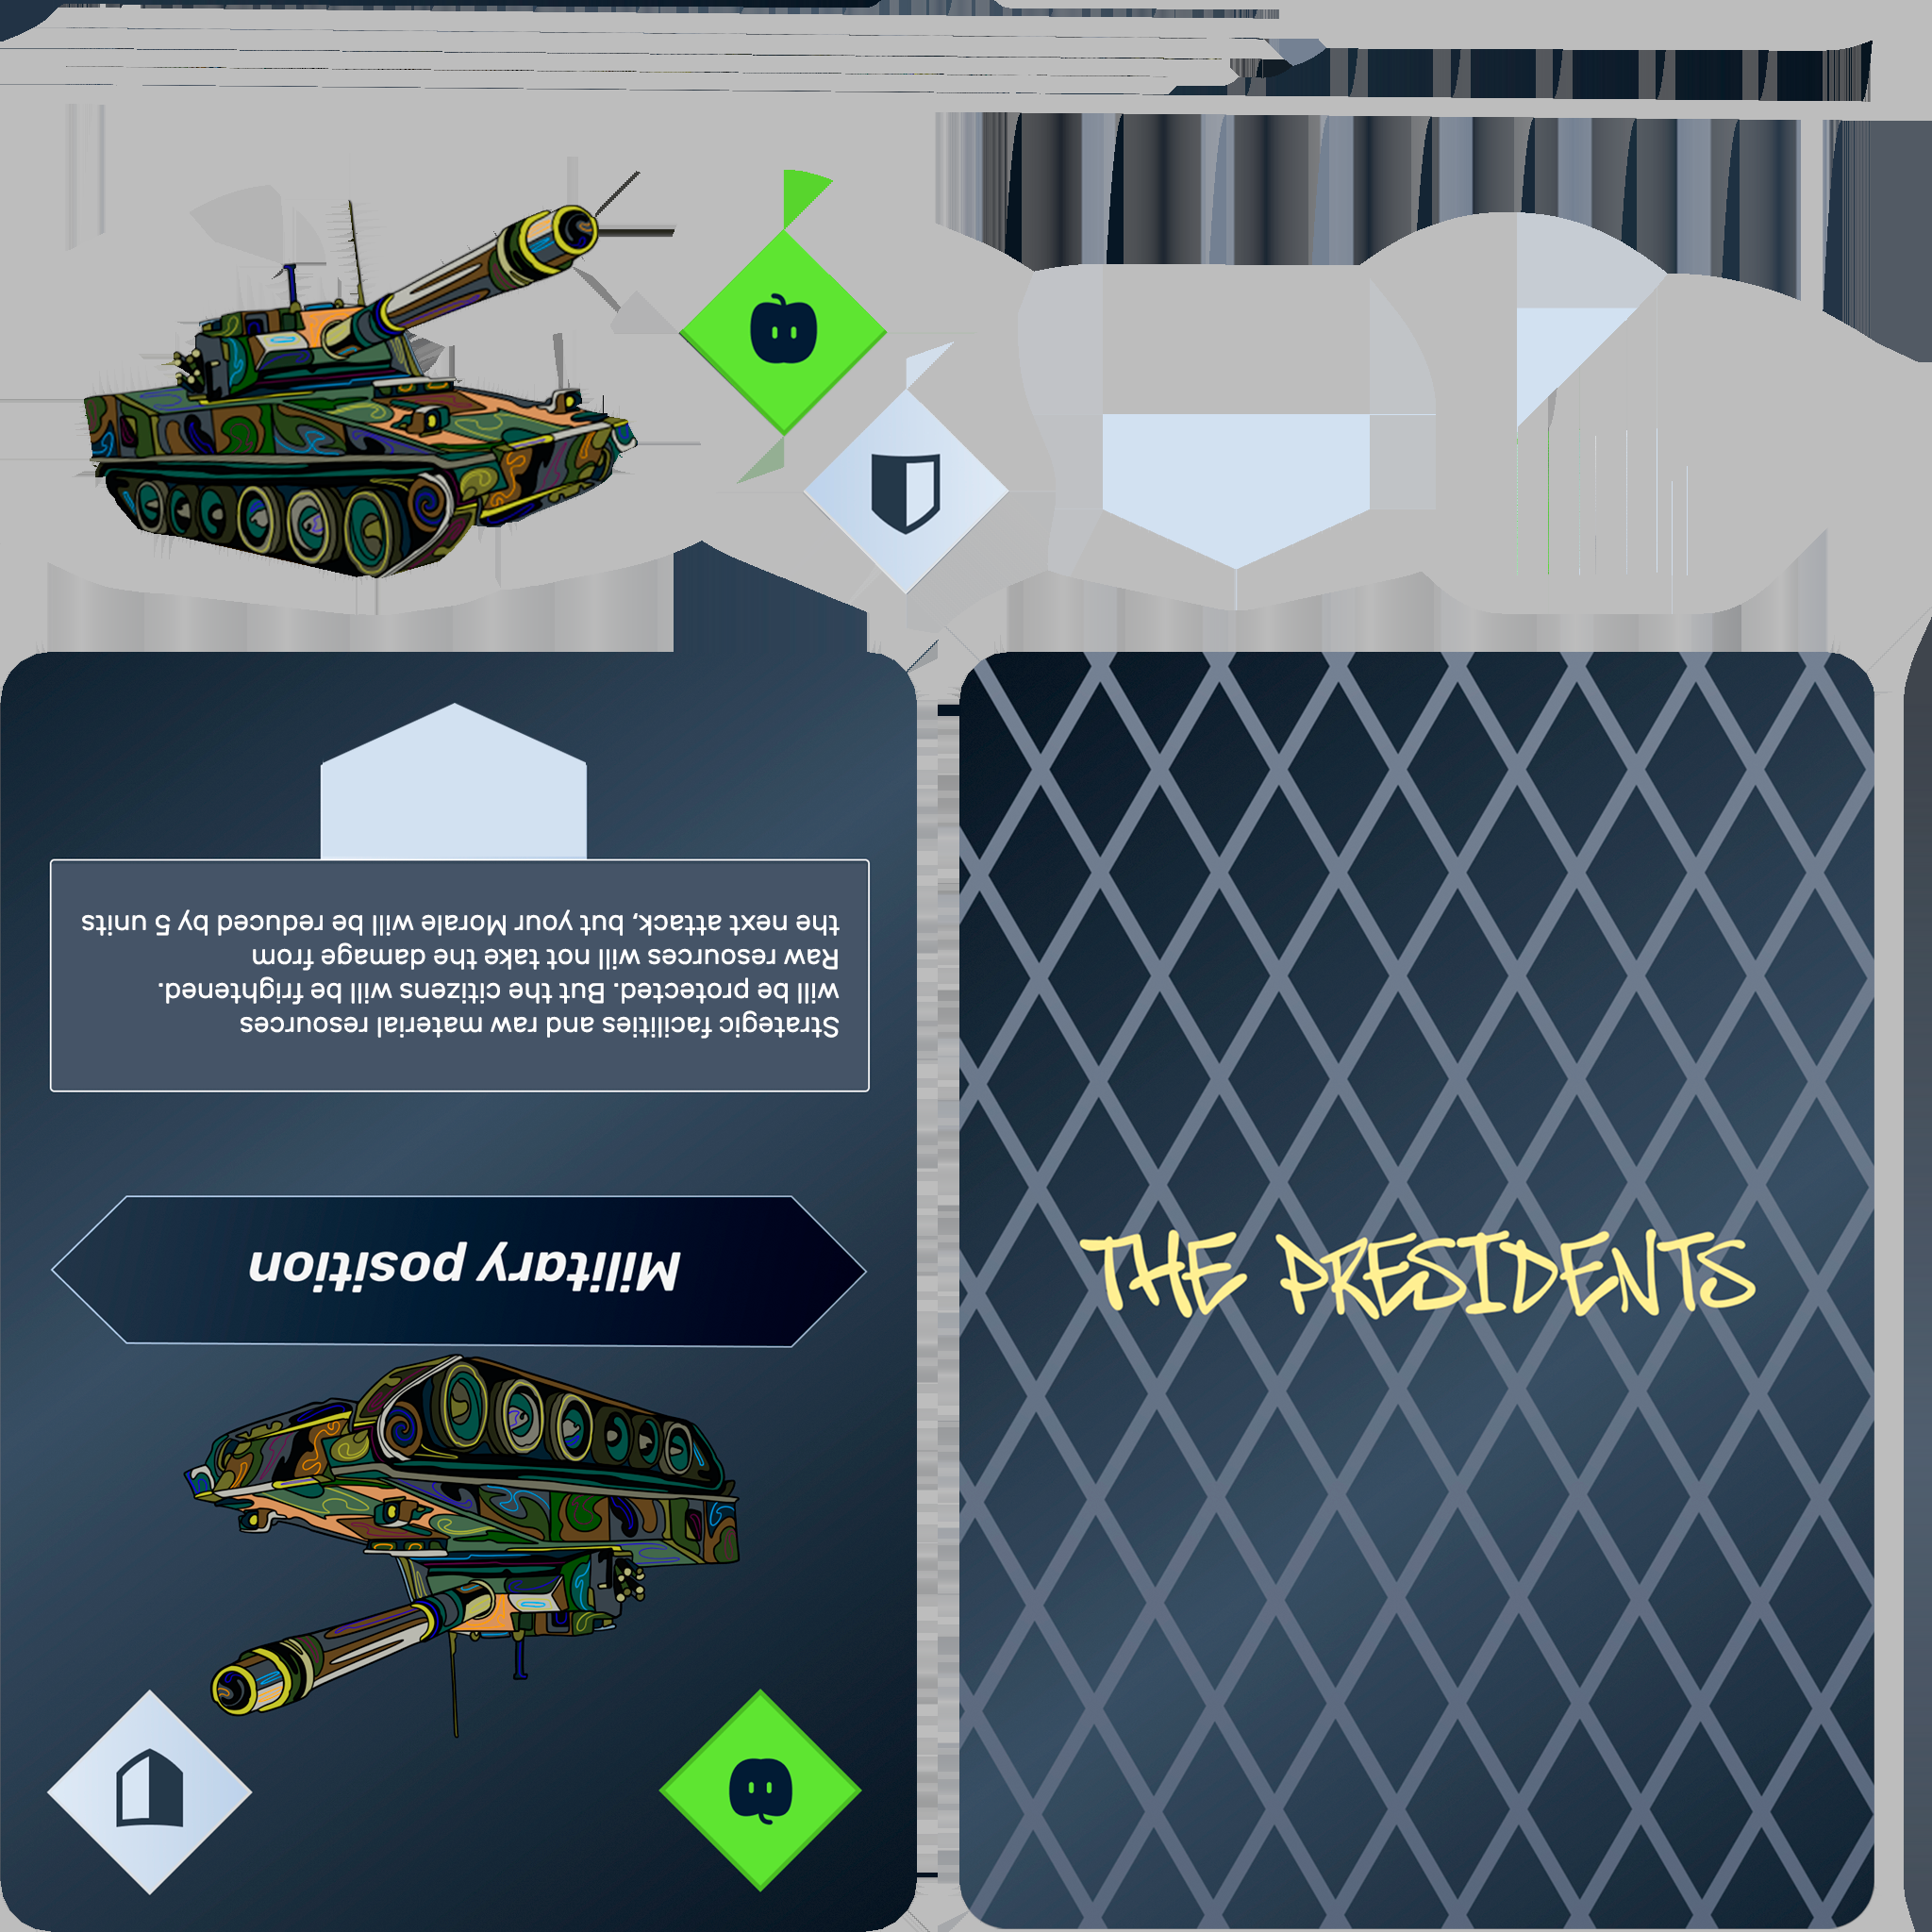 Military position
Strategic facilities and raw material resources
will be protected. But the citizens will be frightened.
Raw resources will not take the damage from
the next attack, but your Morale will be reduced by 5 units
THE PRESIDENTS